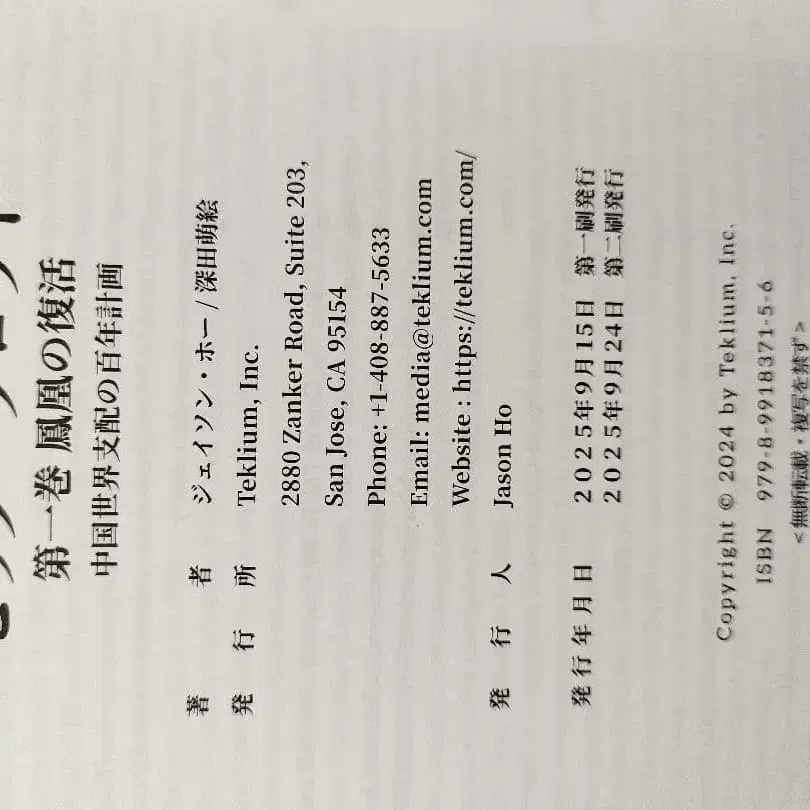 第一巻 鳳凰の復活
中国世界支配の百年計画
著者 ジェイソン・ホー / 深田萌絵
発行所 Teklium, Inc.
2880 Zanker Road, Suite 203,
San Jose, CA 95154
Phone: +1-408-887-5633
Email: media@teklium.com
Website : https://teklium.com/
発行人 Jason Ho
発行年月日 2025年9月15日 第一刷発行
2025年9月24日 第二刷発行
Copyright © 2024 by Teklium, Inc.
ISBN 979-8-9918371-5-6
<無断転載・複写を禁ず>